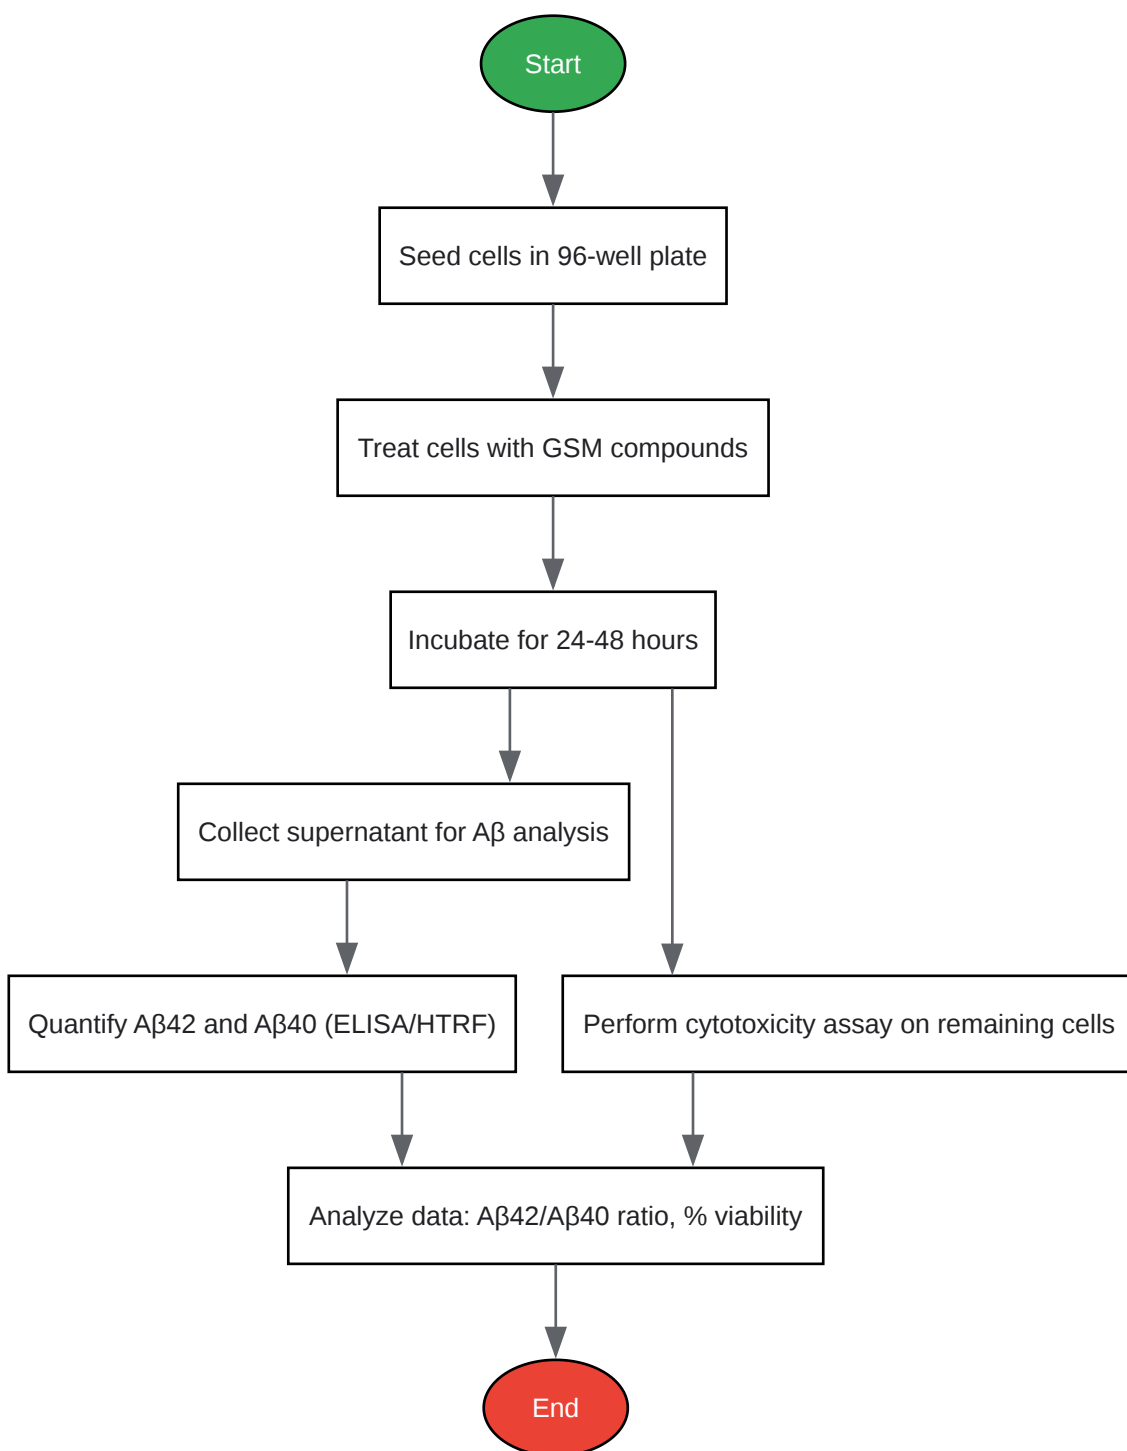 Start
Seed cells in 96-well plate
Treat cells with GSM compounds
Incubate for 24-48 hours
Collect supernatant for Aβ analysis
Quantify Aβ42 and Aβ40 (ELISA/HTRF)
Perform cytotoxicity assay on remaining cells
Analyze data: Aβ42/Aβ40 ratio, % viability
End